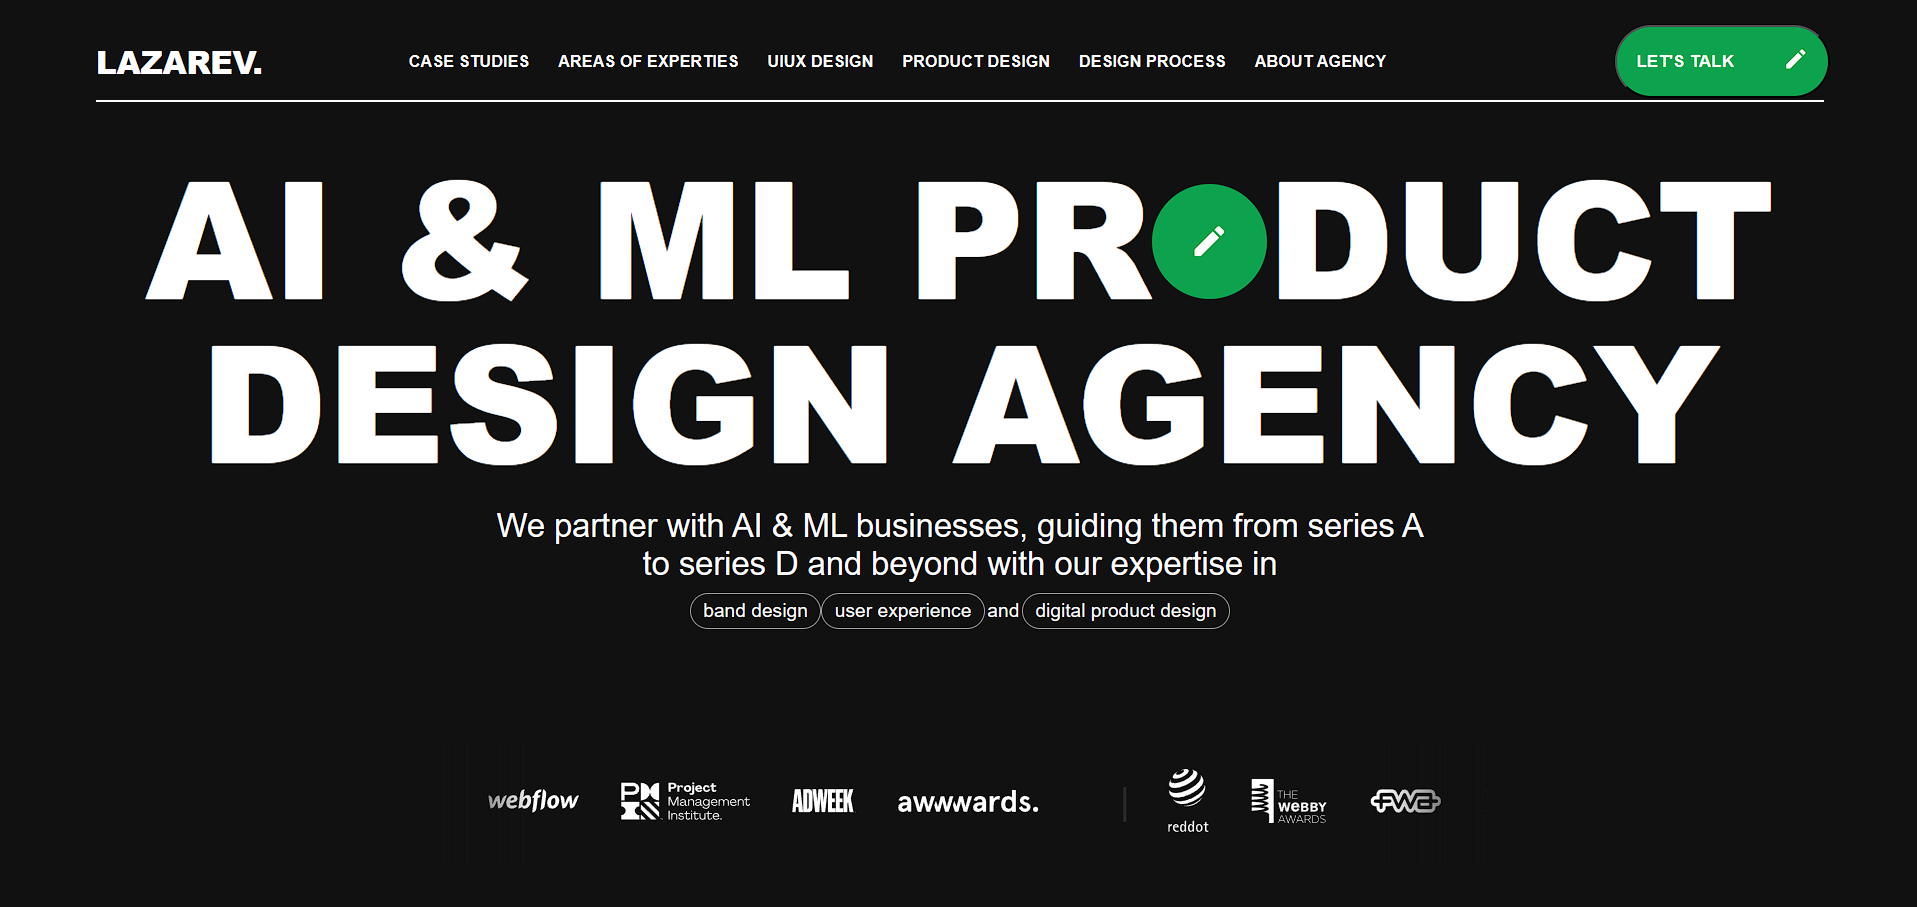 LAZAREV.
CASE STUDIES AREAS OF EXPERTIES UIUX DESIGN PRODUCT DESIGN DESIGN PROCESS ABOUT AGENCY
LET'S TALK
AI & ML PRDUCT
DESIGN AGENCY
We partner with AI & ML businesses, guiding them from series A
to series D and beyond with our expertise in
band design user experience and digital product design
webflow
PM
Project
Management
Institute.
ADWEEK
awwwards.
reddot
THE
WEBBY
AWARDS
FWA